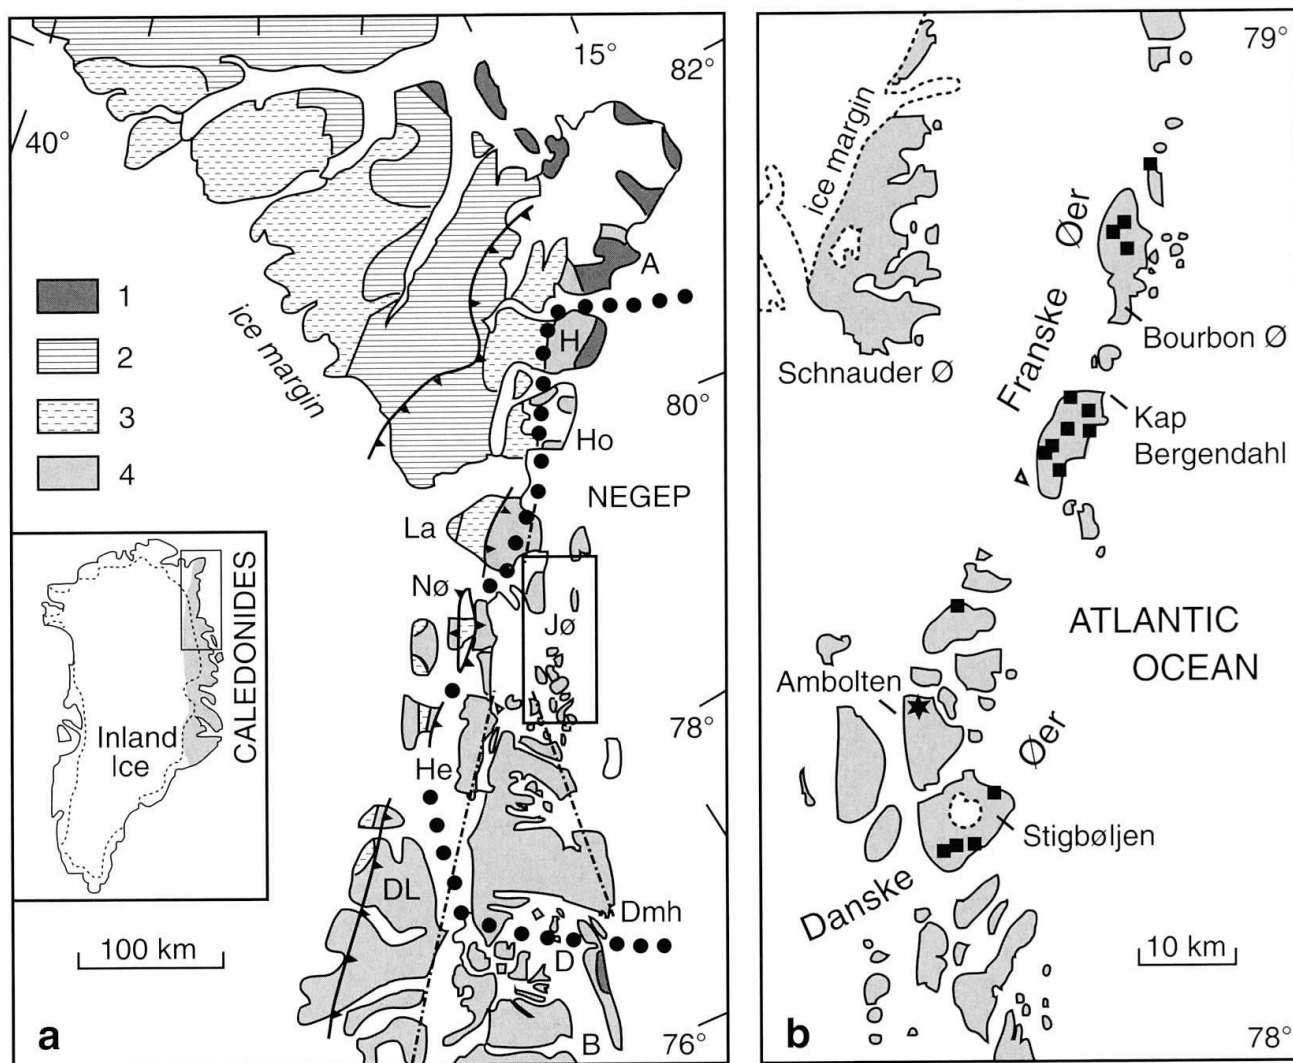 15°
82°
40°
ice margin
A
H
1
2
3
4
80°
Ho
NEGEP
La
Nø
Jø
CALEDONIDES
Inland
Ice
78°
He
DL
Dmh
100 km
D
B
76°
a
79°
ice margin
Franske Øer
Bourbon Ø
Schnauder Ø
Kap
Bergendahl
ATLANTIC
OCEAN
Ambolten
Danske Øer
Stigbøljen
10 km
78°
b